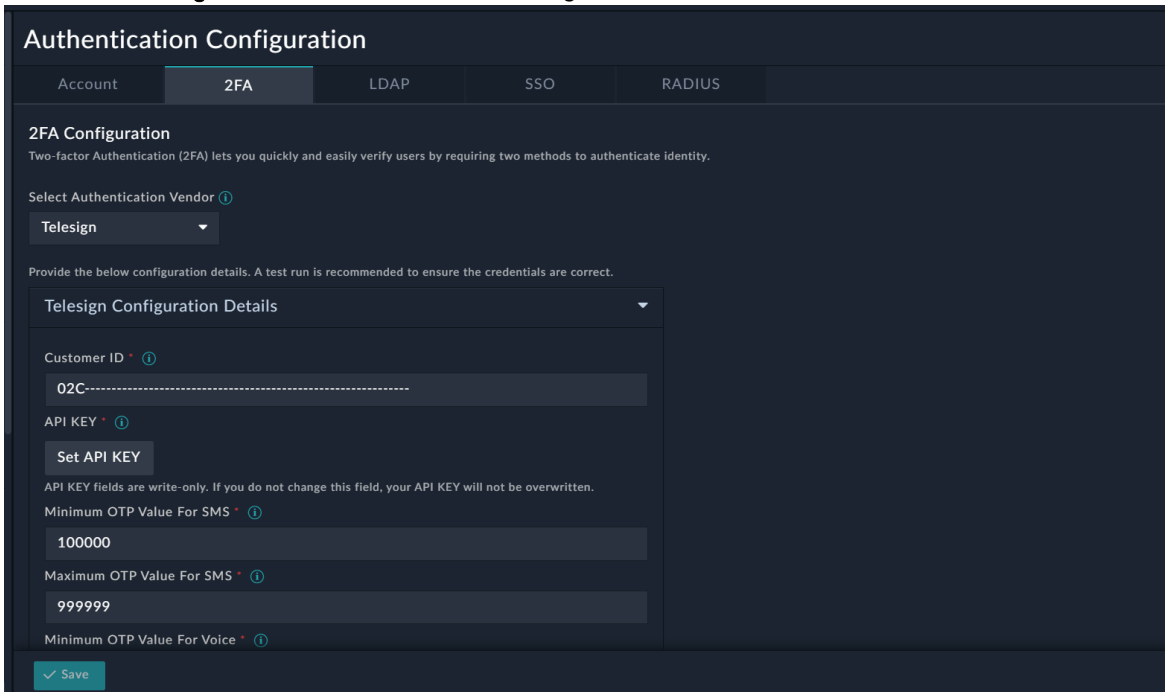 Authentication Configuration
Account 2FA LDAP SSO RADIUS
2FA Configuration
Two-factor Authentication (2FA) lets you quickly and easily verify users by requiring two methods to authenticate identity.
Select Authentication Vendor
Telesign
Provide the below configuration details. A test run is recommended to ensure the credentials are correct.
Telesign Configuration Details
Customer ID *
02C-------------------------------------------------------------
API KEY *
Set API KEY
API KEY fields are write-only. If you do not change this field, your API KEY will not be overwritten.
Minimum OTP Value For SMS *
100000
Maximum OTP Value For SMS *
999999
Minimum OTP Value For Voice *
Save